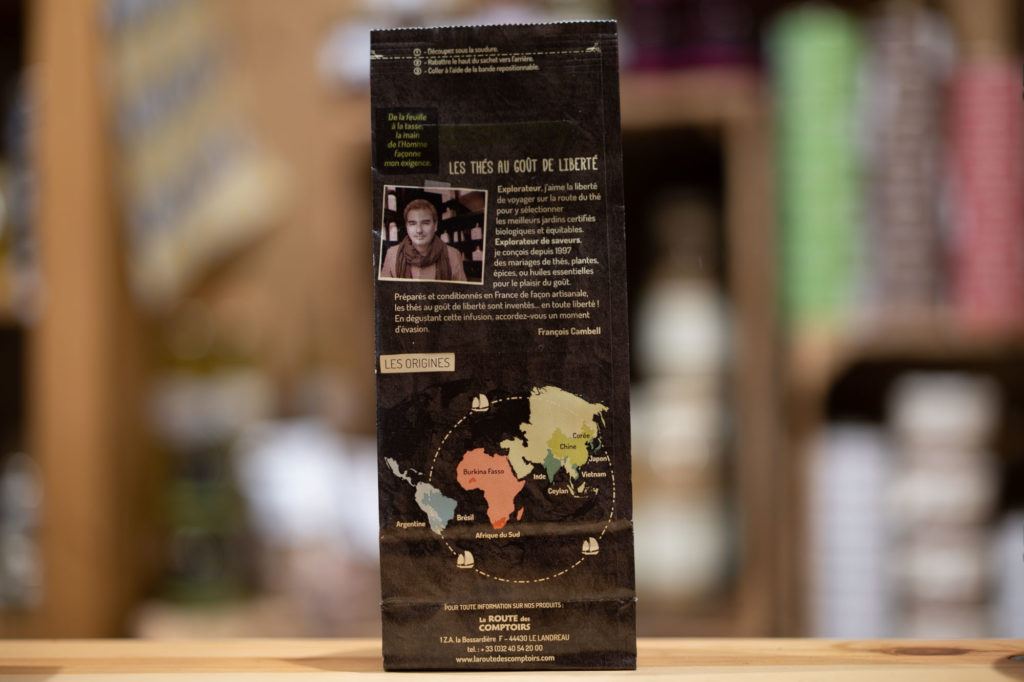 1 - Découpez sous la soudure.
2 - Rabattre le haut du sachet vers l'arrière.
3 - Coller à l'aide de la bande repositionnable.
De la feuille
à la tasse,
la main
de l'Homme
façonne
mon exigence.
LES THÉS AU GOÛT DE LIBERTÉ
Explorateur, j'aime la liberté
de voyager sur la route du thé
pour y sélectionner
les meilleurs jardins certifiés
biologiques et équitables.
Explorateur de saveurs,
je conçois depuis 1997
des mariages de thés, plantes,
épices, ou huiles essentielles
pour le plaisir du goût.
Préparés et conditionnés en France de façon artisanale,
les thés au goût de liberté sont inventés... en toute liberté !
En dégustant cette infusion, accordez-vous un moment
d'évasion.
François Cambell
LES ORIGINES
Corée
Chine
Japon
Burkina Fasso
Inde
Vietnam
Ceylan
Brésil
Argentine
Afrique du Sud
POUR TOUTE INFORMATION SUR NOS PRODUITS :
La ROUTE des
COMPTOIRS
1 Z.A. la Bossardière F - 44430 LE LANDREAU
tel. : + 33 (0)2 40 54 20 00
www.laroutedescomptoirs.com